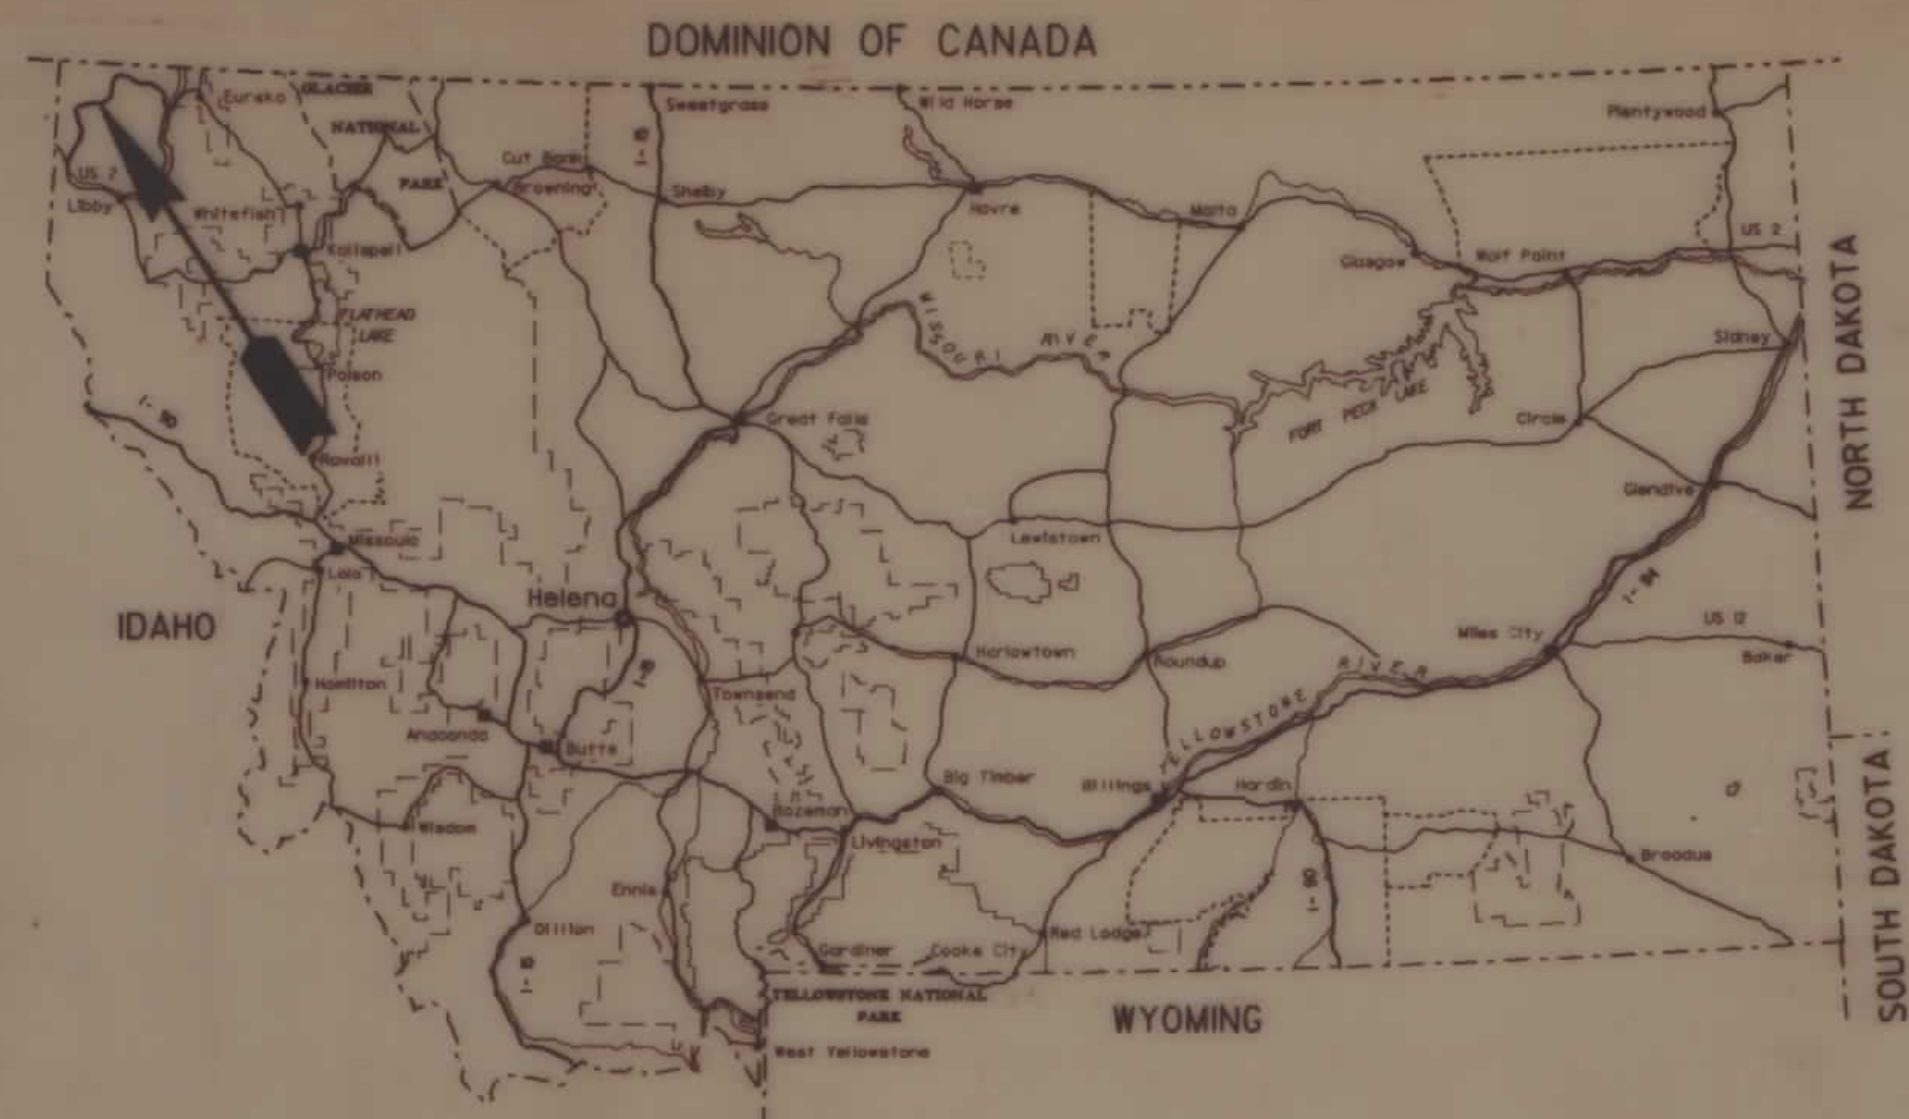 DOMINION OF CANADA
Eureka
GLACIER
NATIONAL
PARK
Sweetgrass
Wild Horse
Plentywood
I-15
Cut Bank
Browning
US 2
Libby
Whitefish
Shelby
Havre
Malta
US 2
Kalispell
Glasgow
Wolf Point
FLATHEAD
LAKE
MISSOURI RIVER
Sidney
NORTH DAKOTA
Polson
I-90
Great Falls
FORT PECK LAKE
Circle
Ravalli
Glendive
Missoula
Lewistown
Lolo
Helena
I-94
IDAHO
US 12
Miles City
Baker
Harlowtown
Roundup
Hamilton
I-15
Townsend
YELLOWSTONE RIVER
Anaconda
Butte
Big Timber
Billings
Hardin
SOUTH DAKOTA
Bozeman
Wisdom
Livingston
Broadus
Ennis
I-90
Dillon
Red Lodge
Gardiner
Cooke City
I-15
YELLOWSTONE NATIONAL
PARK
WYOMING
West Yellowstone